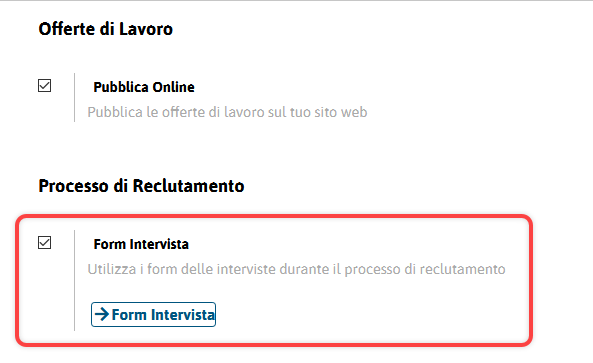 Offerte di Lavoro
Pubblica Online
Pubblica le offerte di lavoro sul tuo sito web
Processo di Reclutamento
Form Intervista
Utilizza i form delle interviste durante il processo di reclutamento
→Form Intervista